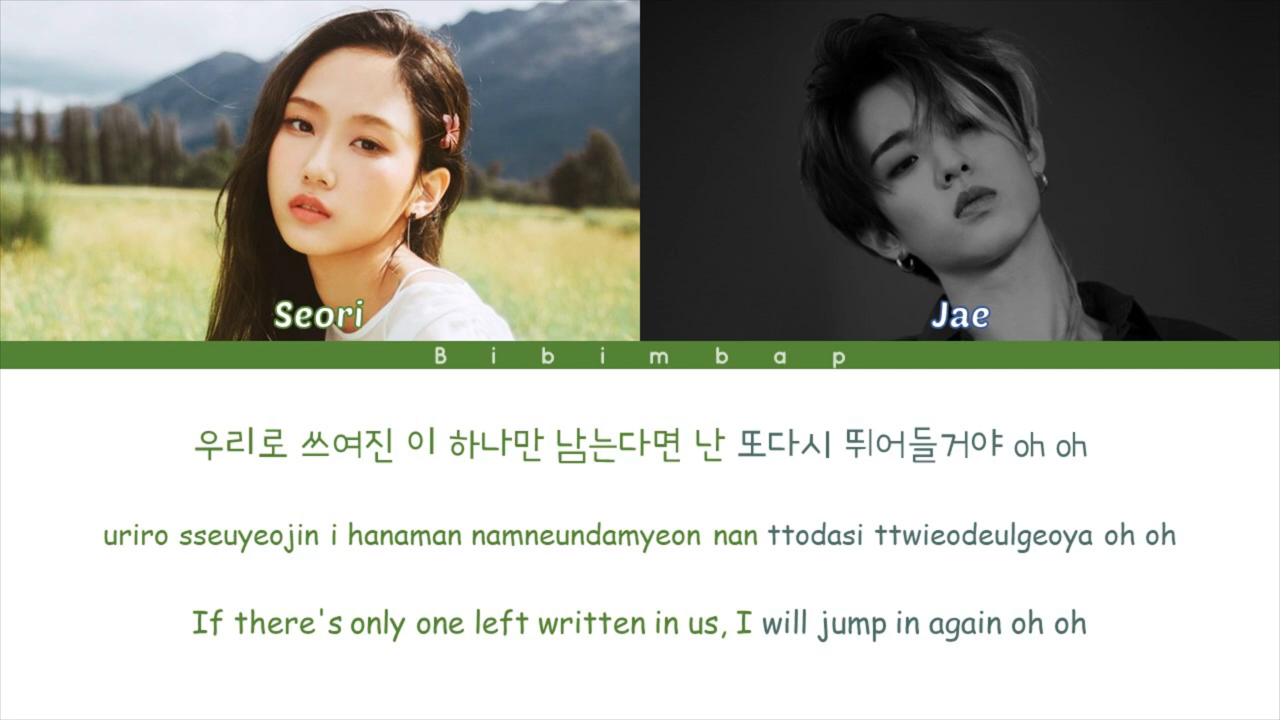 Seori
Jae
Bibimbap
우리로 쓰여진 이 하나만 남는다면 난 또다시 뛰어들거야 oh oh
uriro sseuyeojin i hanaman namneundamyeon nan ttodasi ttwieodeulgeoya oh oh
If there's only one left written in us, I will jump in again oh oh